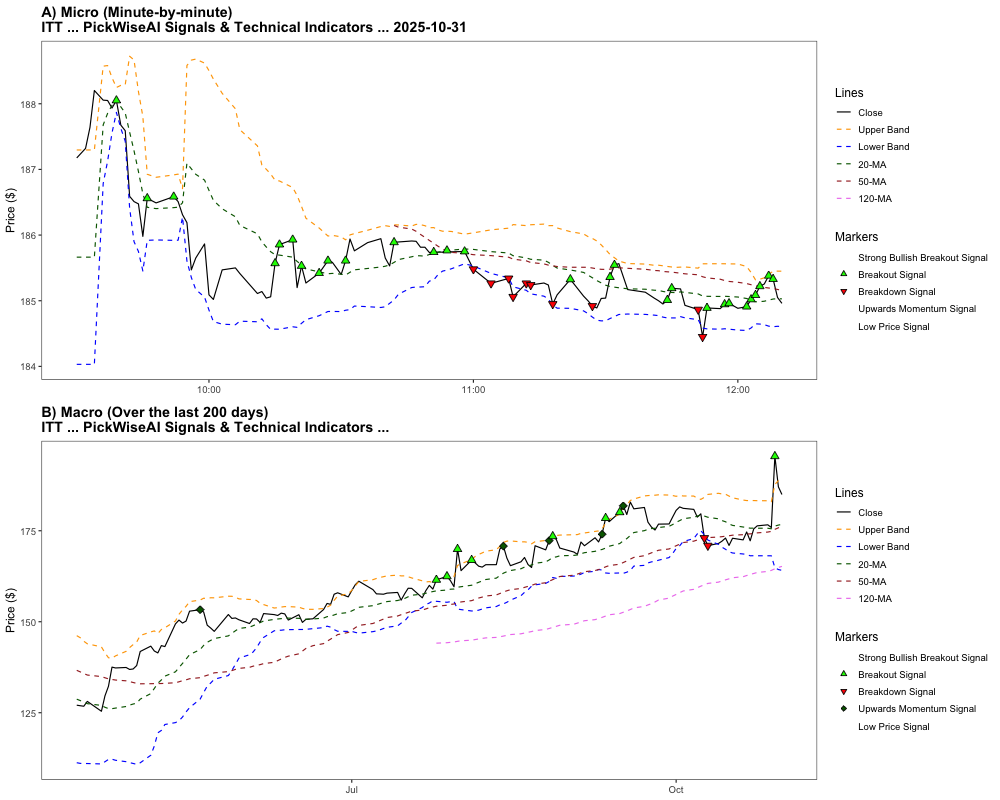 A) Micro (Minute-by-minute)
ITT ... PickWiseAI Signals & Technical Indicators ... 2025-10-31
Price ($)
188
187
186
185
184
10:00
11:00
12:00
Lines
Close
Upper Band
Lower Band
20-MA
50-MA
120-MA
Markers
Strong Bullish Breakout Signal
Breakout Signal
Breakdown Signal
Upwards Momentum Signal
Low Price Signal
B) Macro (Over the last 200 days)
ITT ... PickWiseAI Signals & Technical Indicators ...
Price ($)
175
150
125
Jul
Oct
Lines
Close
Upper Band
Lower Band
20-MA
50-MA
120-MA
Markers
Strong Bullish Breakout Signal
Breakout Signal
Breakdown Signal
Upwards Momentum Signal
Low Price Signal